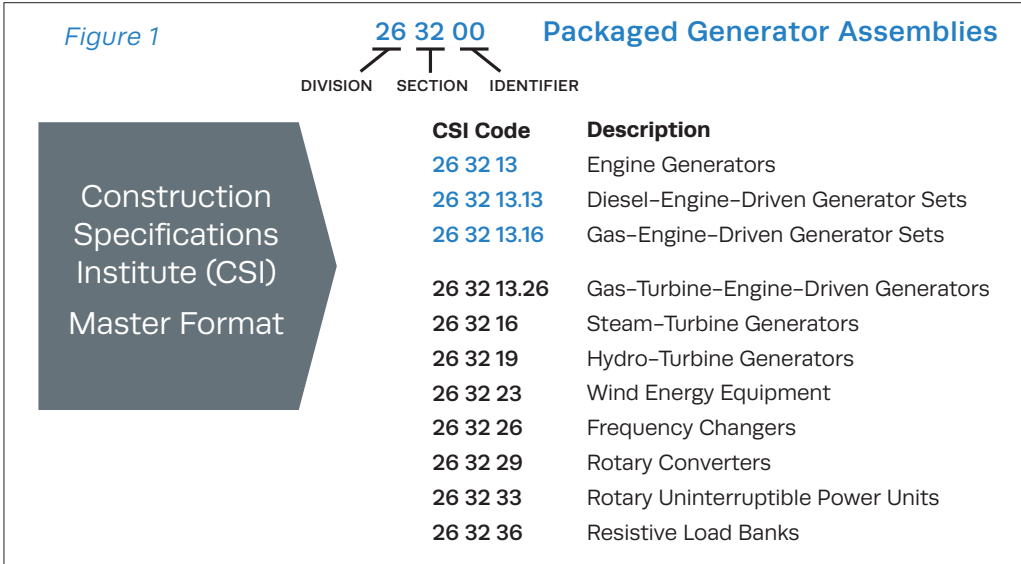 Figure 1
26 32 00
Packaged Generator Assemblies
DIVISION SECTION IDENTIFIER
Construction
Specifications
Institute (CSI)
Master Format
CSI Code Description
26 32 13 Engine Generators
26 32 13.13 Diesel-Engine-Driven Generator Sets
26 32 13.16 Gas-Engine-Driven Generator Sets
26 32 13.26 Gas-Turbine-Engine-Driven Generators
26 32 16 Steam-Turbine Generators
26 32 19 Hydro-Turbine Generators
26 32 23 Wind Energy Equipment
26 32 26 Frequency Changers
26 32 29 Rotary Converters
26 32 33 Rotary Uninterruptible Power Units
26 32 36 Resistive Load Banks